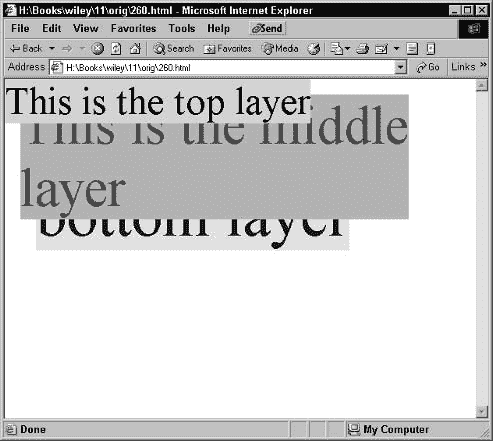 H:\Books\wiley\11\orig\260.html - Microsoft Internet Explorer
File Edit View Favorites Tools Help Send
Back Search Favorites Media
Address H:\Books\wiley\11\orig\260.html Go Links »
This is the top layer
This is the middle
layer
bottom layer
Done My Computer